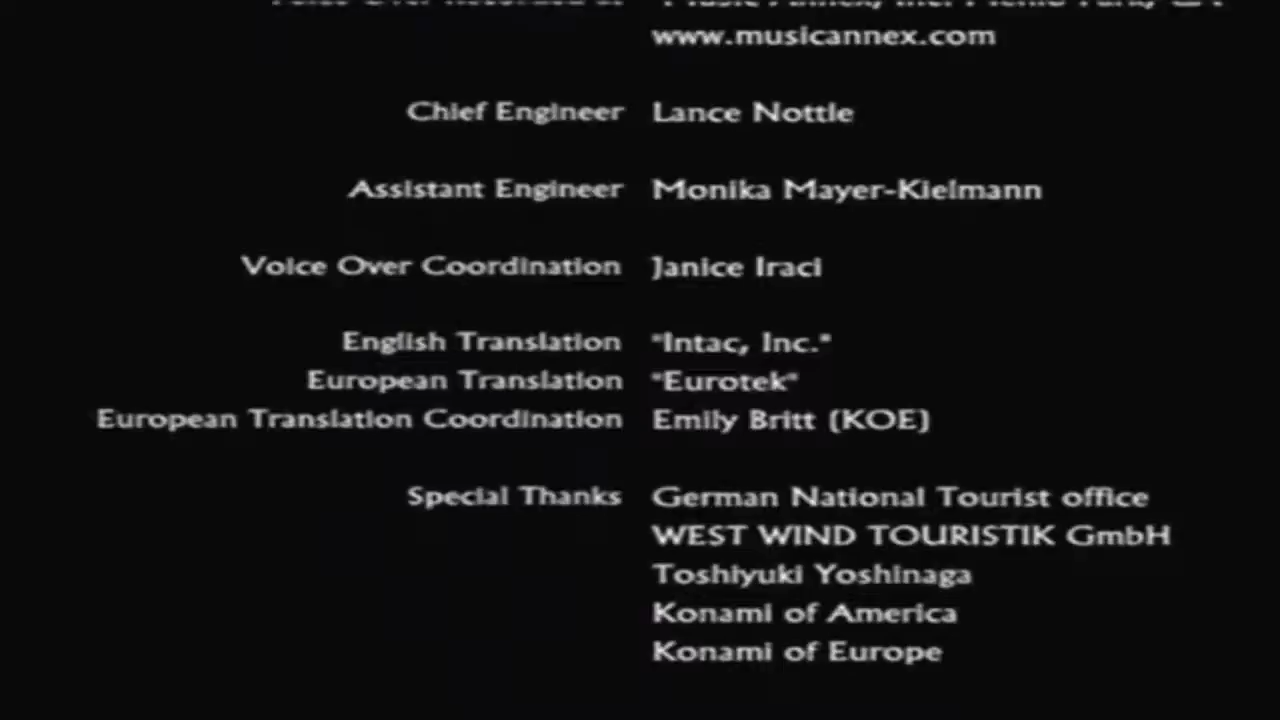 www.musicannex.com
Chief Engineer Lance Nottle
Assistant Engineer Monika Mayer-Kielmann
Voice Over Coordination Janice Iraci
English Translation "Intac, Inc."
European Translation "Eurotek"
European Translation Coordination Emily Britt (KOE)
Special Thanks German National Tourist office
WEST WIND TOURISTIK GmbH
Toshiyuki Yoshinaga
Konami of America
Konami of Europe